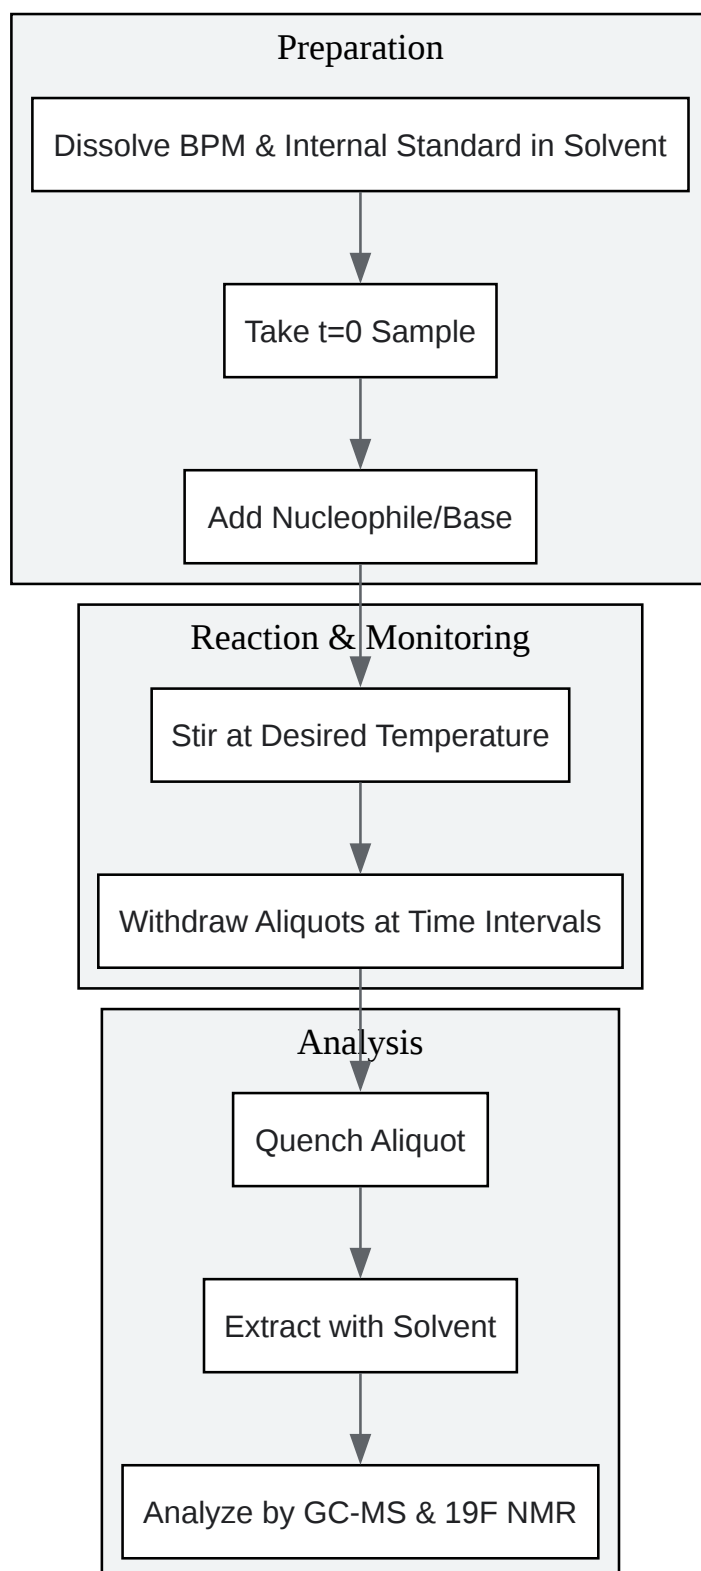 Preparation
Dissolve BPM & Internal Standard in Solvent
Take t=0 Sample
Add Nucleophile/Base
Reaction & Monitoring
Stir at Desired Temperature
Withdraw Aliquots at Time Intervals
Analysis
Quench Aliquot
Extract with Solvent
Analyze by GC-MS & 19F NMR